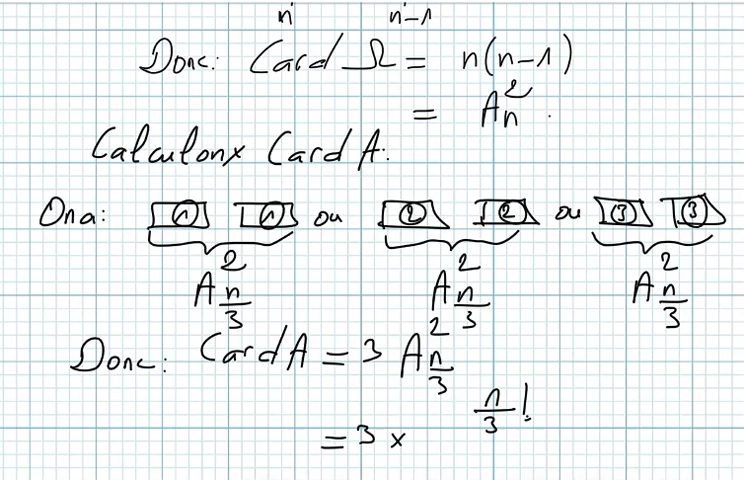 n n-1
Donc: Card Ω = n(n-1)
= A²n.
Calculonx Card A:
On a: 1 1 ou 2 2 ou 3 3
A²n/3 A²n/3 A²n/3
Donc: Card A = 3 A²n/3
= 3 × n/3!